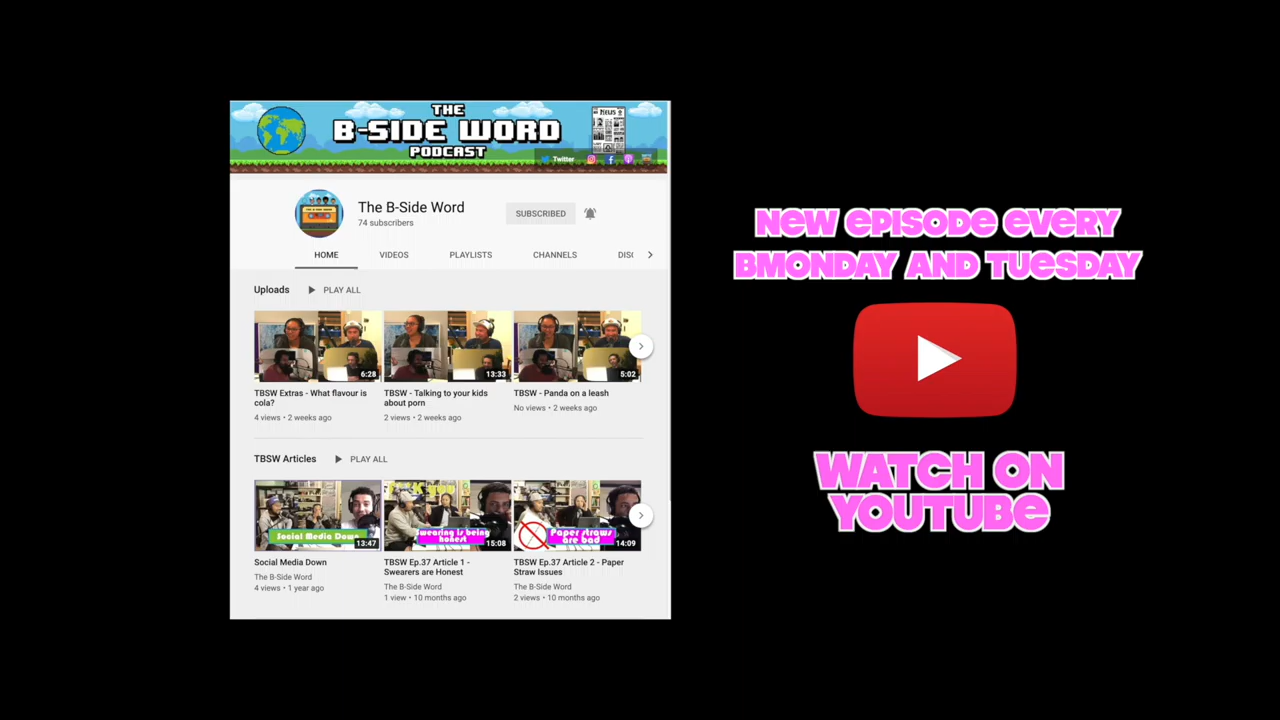 THE
B-SIDE WORD
PODCAST
NEWS
Twitter
The B-Side Word
74 subscribers
SUBSCRIBED
HOME
VIDEOS
PLAYLISTS
CHANNELS
DISC
Uploads
PLAY ALL
6:28
13:33
5:02
TBSW Extras - What flavour is
cola?
4 views • 2 weeks ago
TBSW - Talking to your kids
about porn
2 views • 2 weeks ago
TBSW - Panda on a leash
No views • 2 weeks ago
TBSW Articles
PLAY ALL
Social Media Down
13:47
swearing is being
honest
15:08
Paper straws
are bad
14:09
Social Media Down
The B-Side Word
4 views • 1 year ago
TBSW Ep.37 Article 1 -
Swearers are Honest
The B-Side Word
1 view • 10 months ago
TBSW Ep.37 Article 2 - Paper
Straw Issues
The B-Side Word
2 views • 10 months ago
NEW EPISODE EVERY
BMONDAY AND TUESDAY
WATCH ON
YOUTUBE